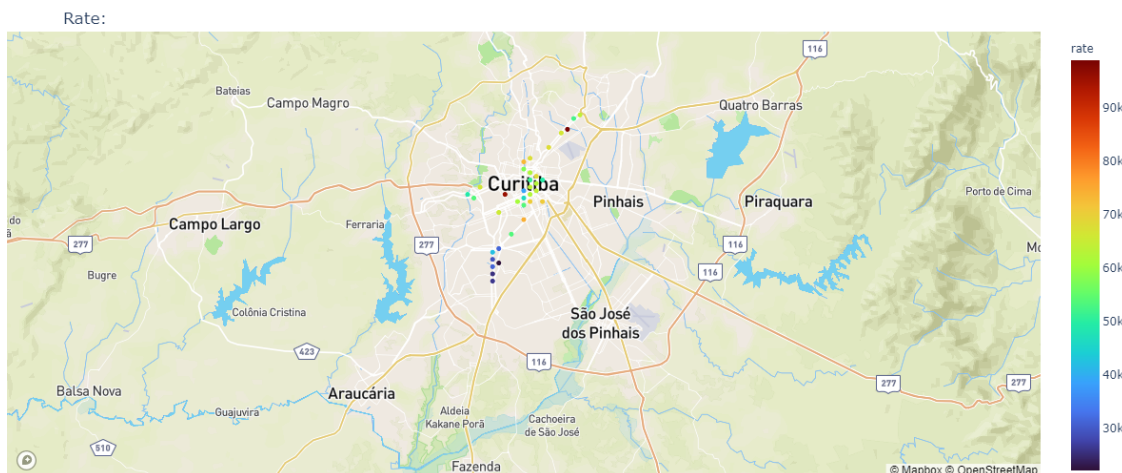 Rate:
rate
116
Bateias
Campo Magro
Quatro Barras
90k
80k
Curitiba
Pinhais
Piraquara
Porto de Cima
70k
Campo Largo
Ferraria
do
277
277
116
Mo
Bugre
116
60k
Colônia Cristina
São José
dos Pinhais
50k
423
116
277
277
40k
Balsa Nova
Araucária
Guajuvira
Aldeia
Kakane Porã
Cachoeira
de São José
30k
510
Fazenda
© Mapbox © OpenStreetMap